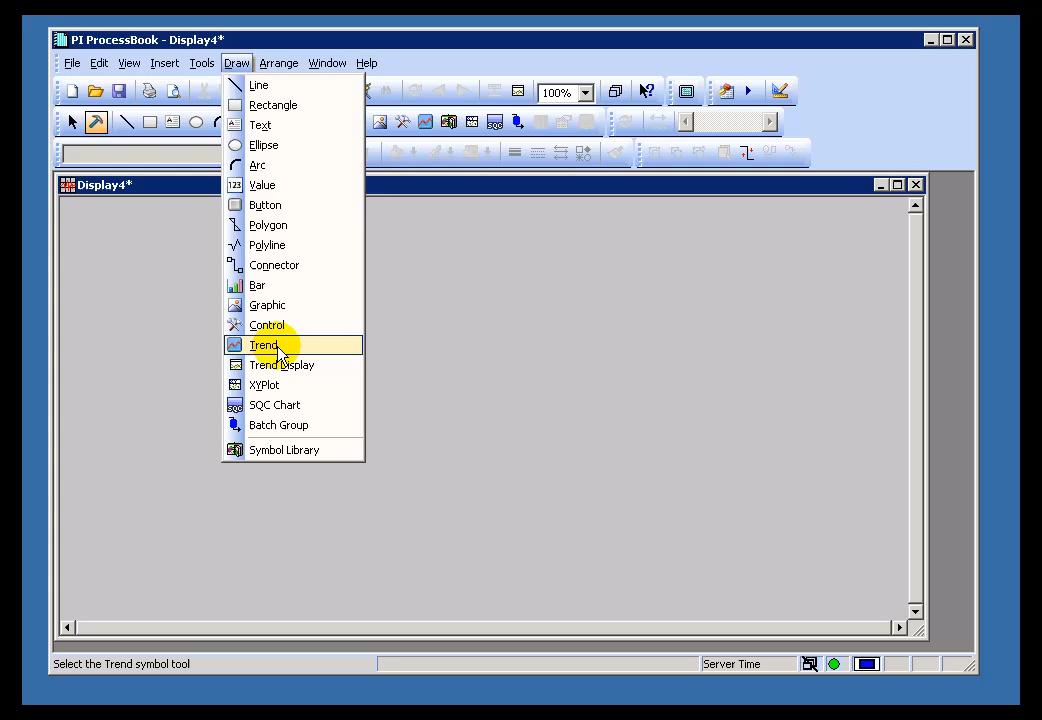 PI ProcessBook - Display4*
File Edit View Insert Tools Draw Arrange Window Help
100%
Display4*
Line
Rectangle
Text
Ellipse
Arc
123 Value
Button
Polygon
Polyline
Connector
Bar
Graphic
Control
Trend
Trend Display
XYPlot
SQC SQC Chart
Batch Group
Symbol Library
Select the Trend symbol tool
Server Time